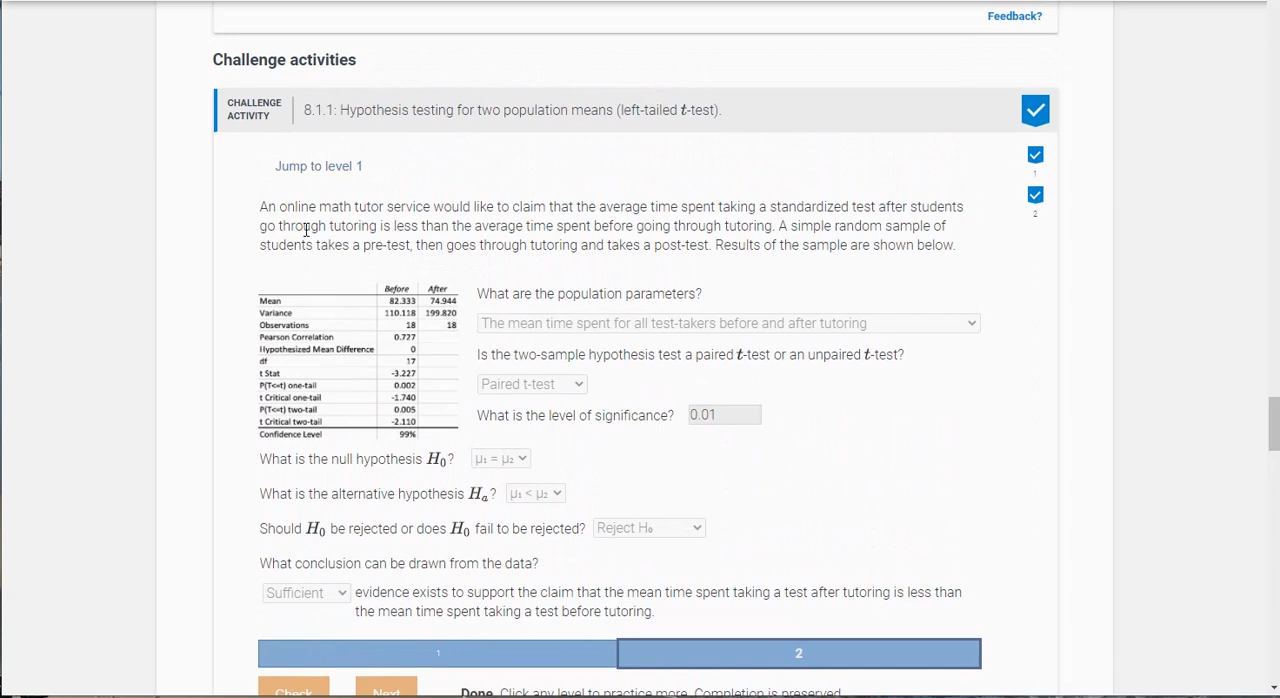 Feedback?
Challenge activities
CHALLENGE ACTIVITY
8.1.1: Hypothesis testing for two population means (left-tailed t-test).
Jump to level 1
1
2
An online math tutor service would like to claim that the average time spent taking a standardized test after students
go through tutoring is less than the average time spent before going through tutoring. A simple random sample of
students takes a pre-test, then goes through tutoring and takes a post-test. Results of the sample are shown below.
Before After
Mean 82.333 74.944
Variance 110.118 199.820
Observations 18 18
Pearson Correlation 0.727
Hypothesized Mean Difference 0
df 17
t Stat -3.227
P(T<=t) one-tail 0.002
t Critical one-tail -1.740
P(T<=t) two-tail 0.005
t Critical two-tail -2.110
Confidence Level 99%
What are the population parameters?
The mean time spent for all test-takers before and after tutoring
Is the two-sample hypothesis test a paired t-test or an unpaired t-test?
Paired t-test
What is the level of significance? 0.01
What is the null hypothesis H₀? μ₁ = μ₂
What is the alternative hypothesis Hₐ? μ₁ < μ₂
Should H₀ be rejected or does H₀ fail to be rejected? Reject H₀
What conclusion can be drawn from the data?
Sufficient evidence exists to support the claim that the mean time spent taking a test after tutoring is less than
the mean time spent taking a test before tutoring.
1 2
Check Next Done. Click any level to practice more. Completion is preserved.